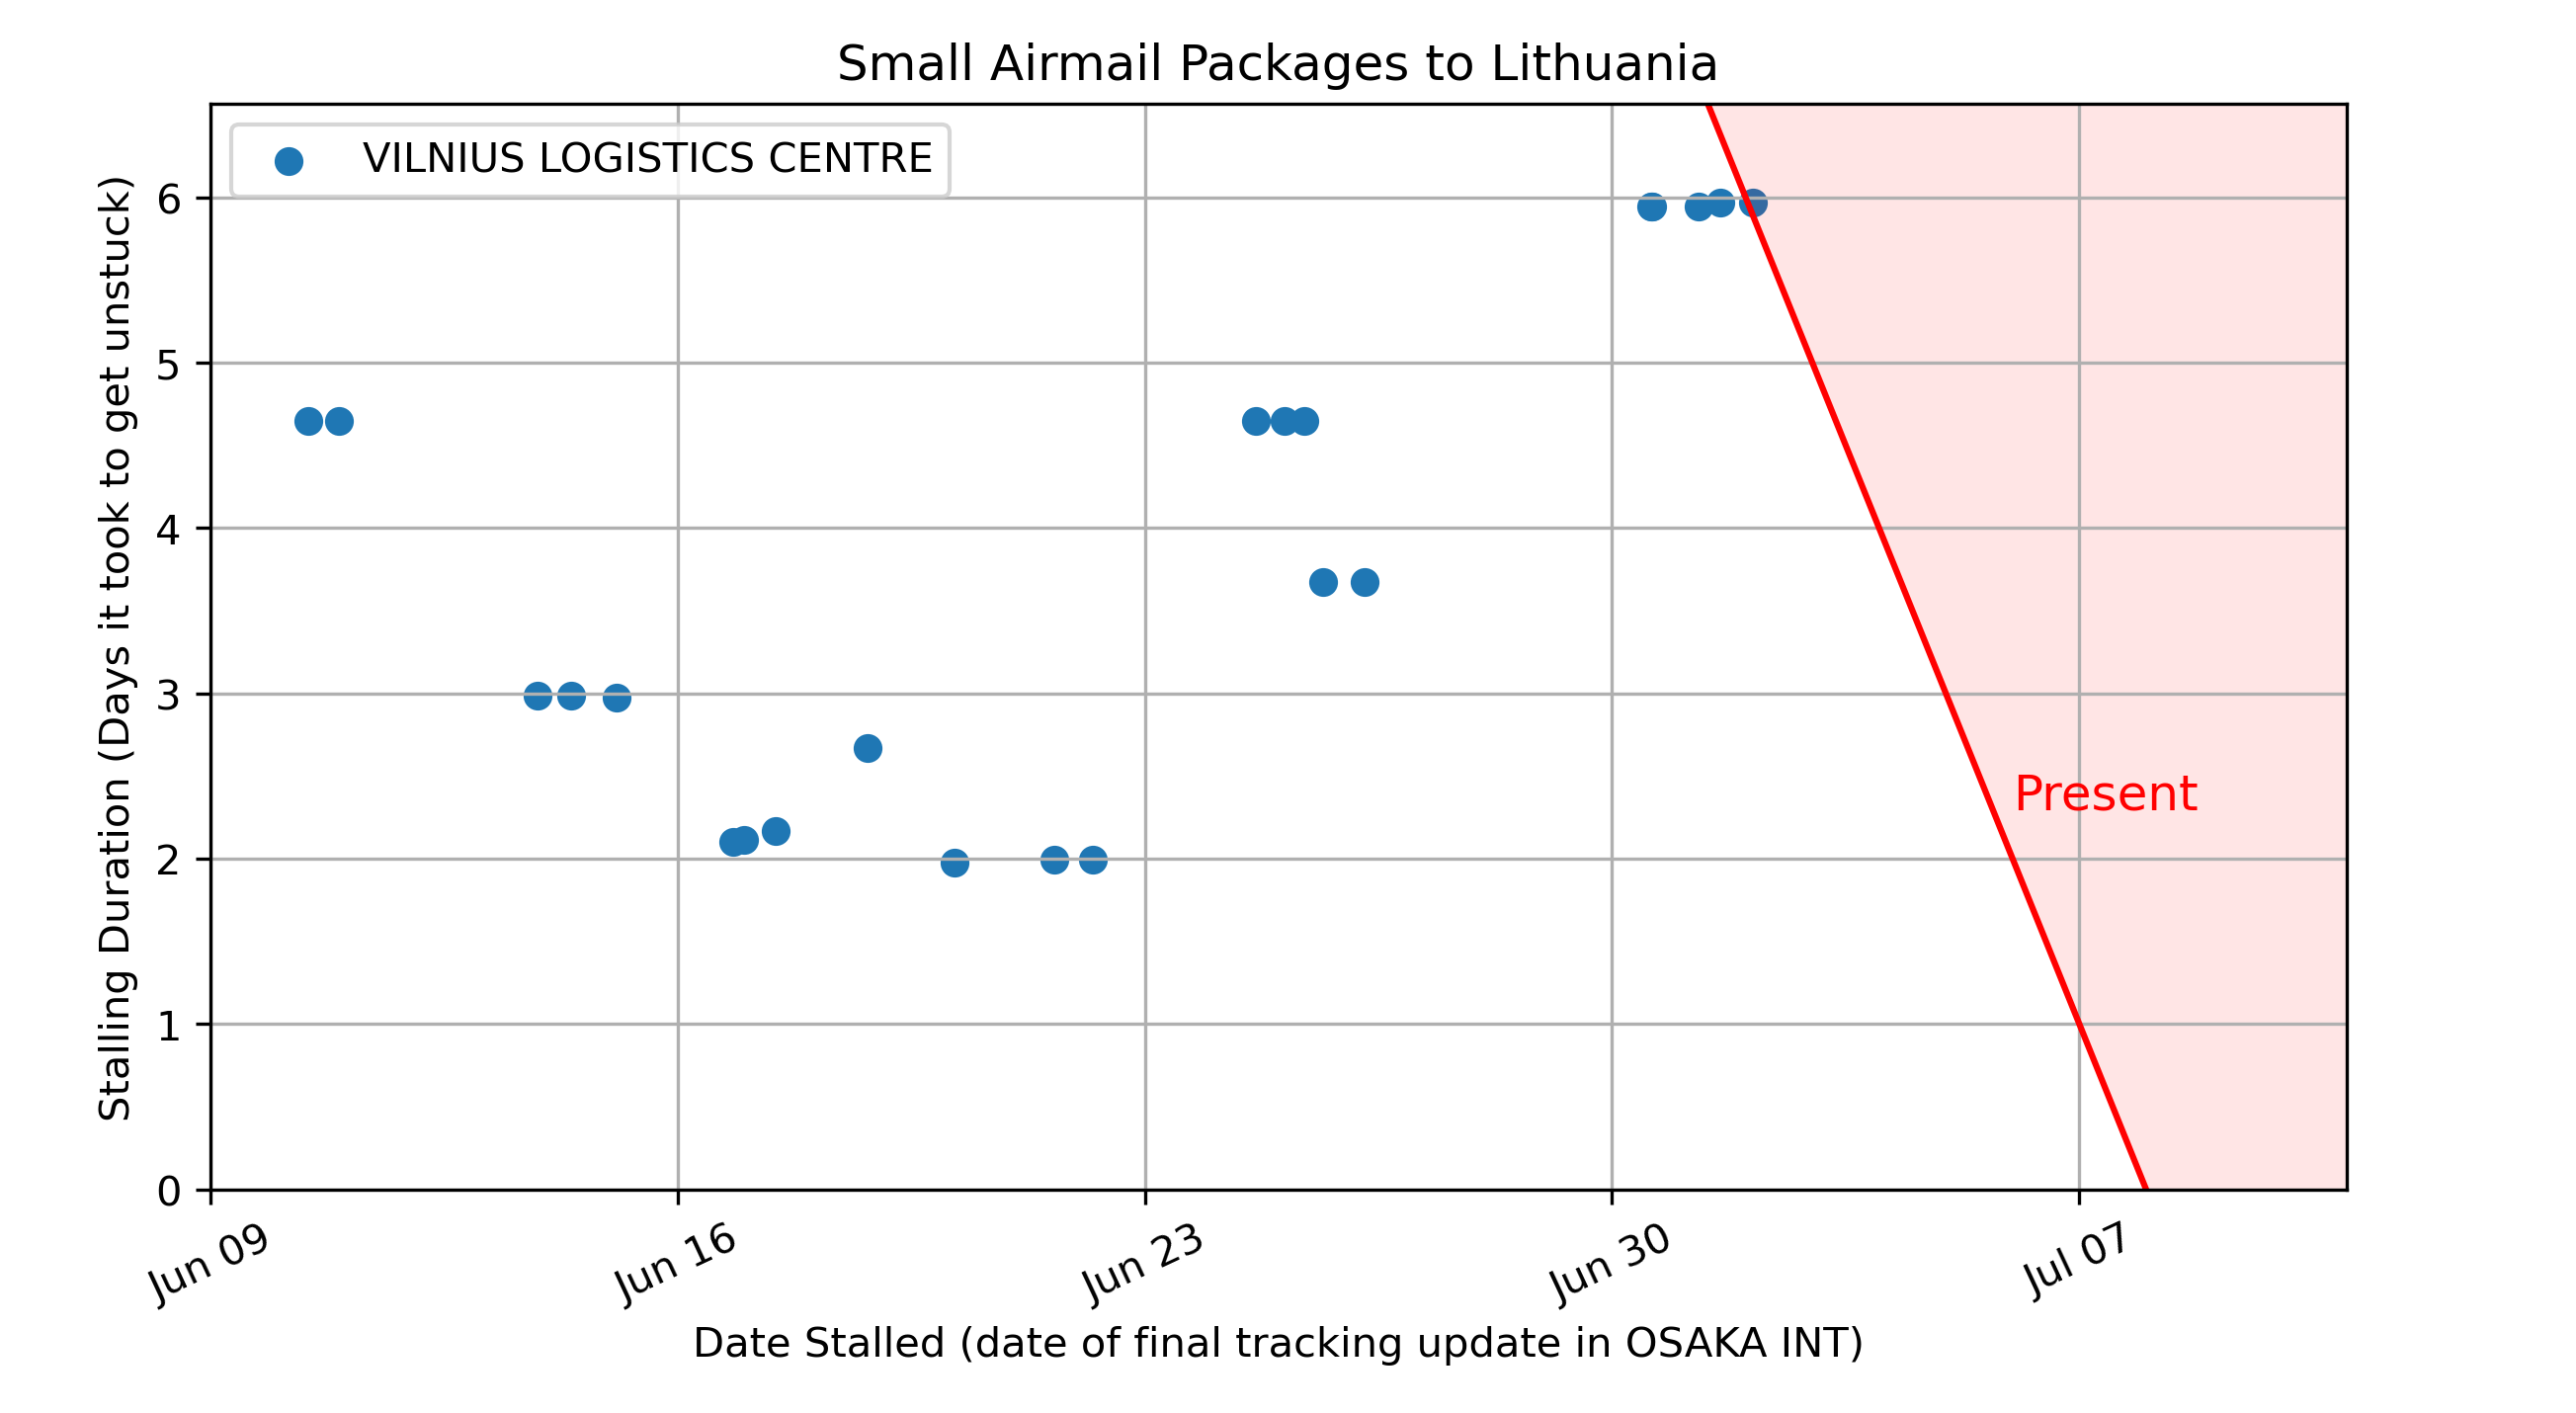 Small Airmail Packages to Lithuania
VILNIUS LOGISTICS CENTRE
Stalling Duration (Days it took to get unstuck)
6
5
4
3
2
1
0
Present
Jun 09
Jun 16
Jun 23
Jun 30
Jul 07
Date Stalled (date of final tracking update in OSAKA INT)